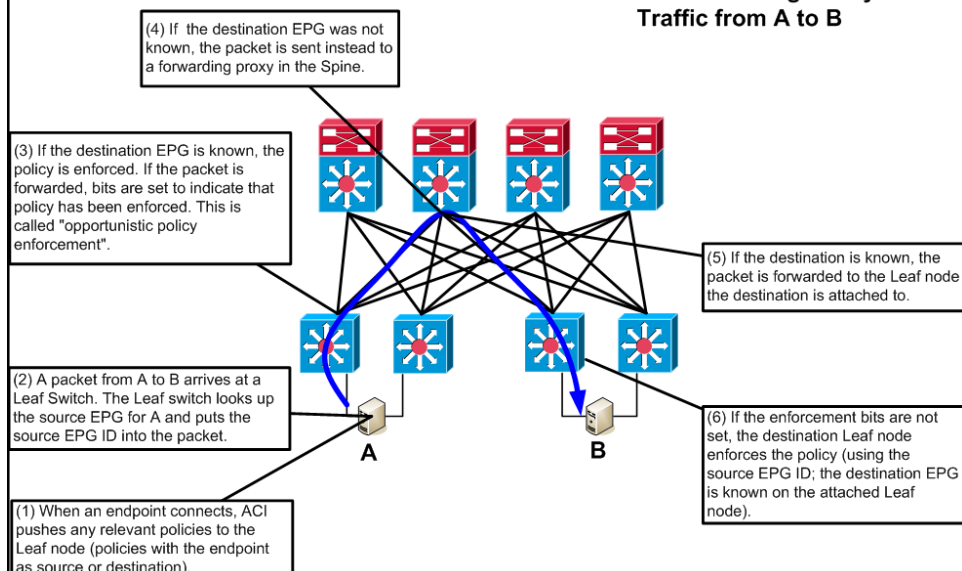 Traffic from A to B
(4) If the destination EPG was not
known, the packet is sent instead to
a forwarding proxy in the Spine.
(3) If the destination EPG is known, the
policy is enforced. If the packet is
forwarded, bits are set to indicate that
policy has been enforced. This is
called "opportunistic policy
enforcement".
(5) If the destination is known, the
packet is forwarded to the Leaf node
the destination is attached to.
(2) A packet from A to B arrives at a
Leaf Switch. The Leaf switch looks up
the source EPG for A and puts the
source EPG ID into the packet.
A
B
(6) If the enforcement bits are not
set, the destination Leaf node
enforces the policy (using the
source EPG ID; the destination EPG
is known on the attached Leaf
node).
(1) When an endpoint connects, ACI
pushes any relevant policies to the
Leaf node (policies with the endpoint
as source or destination)